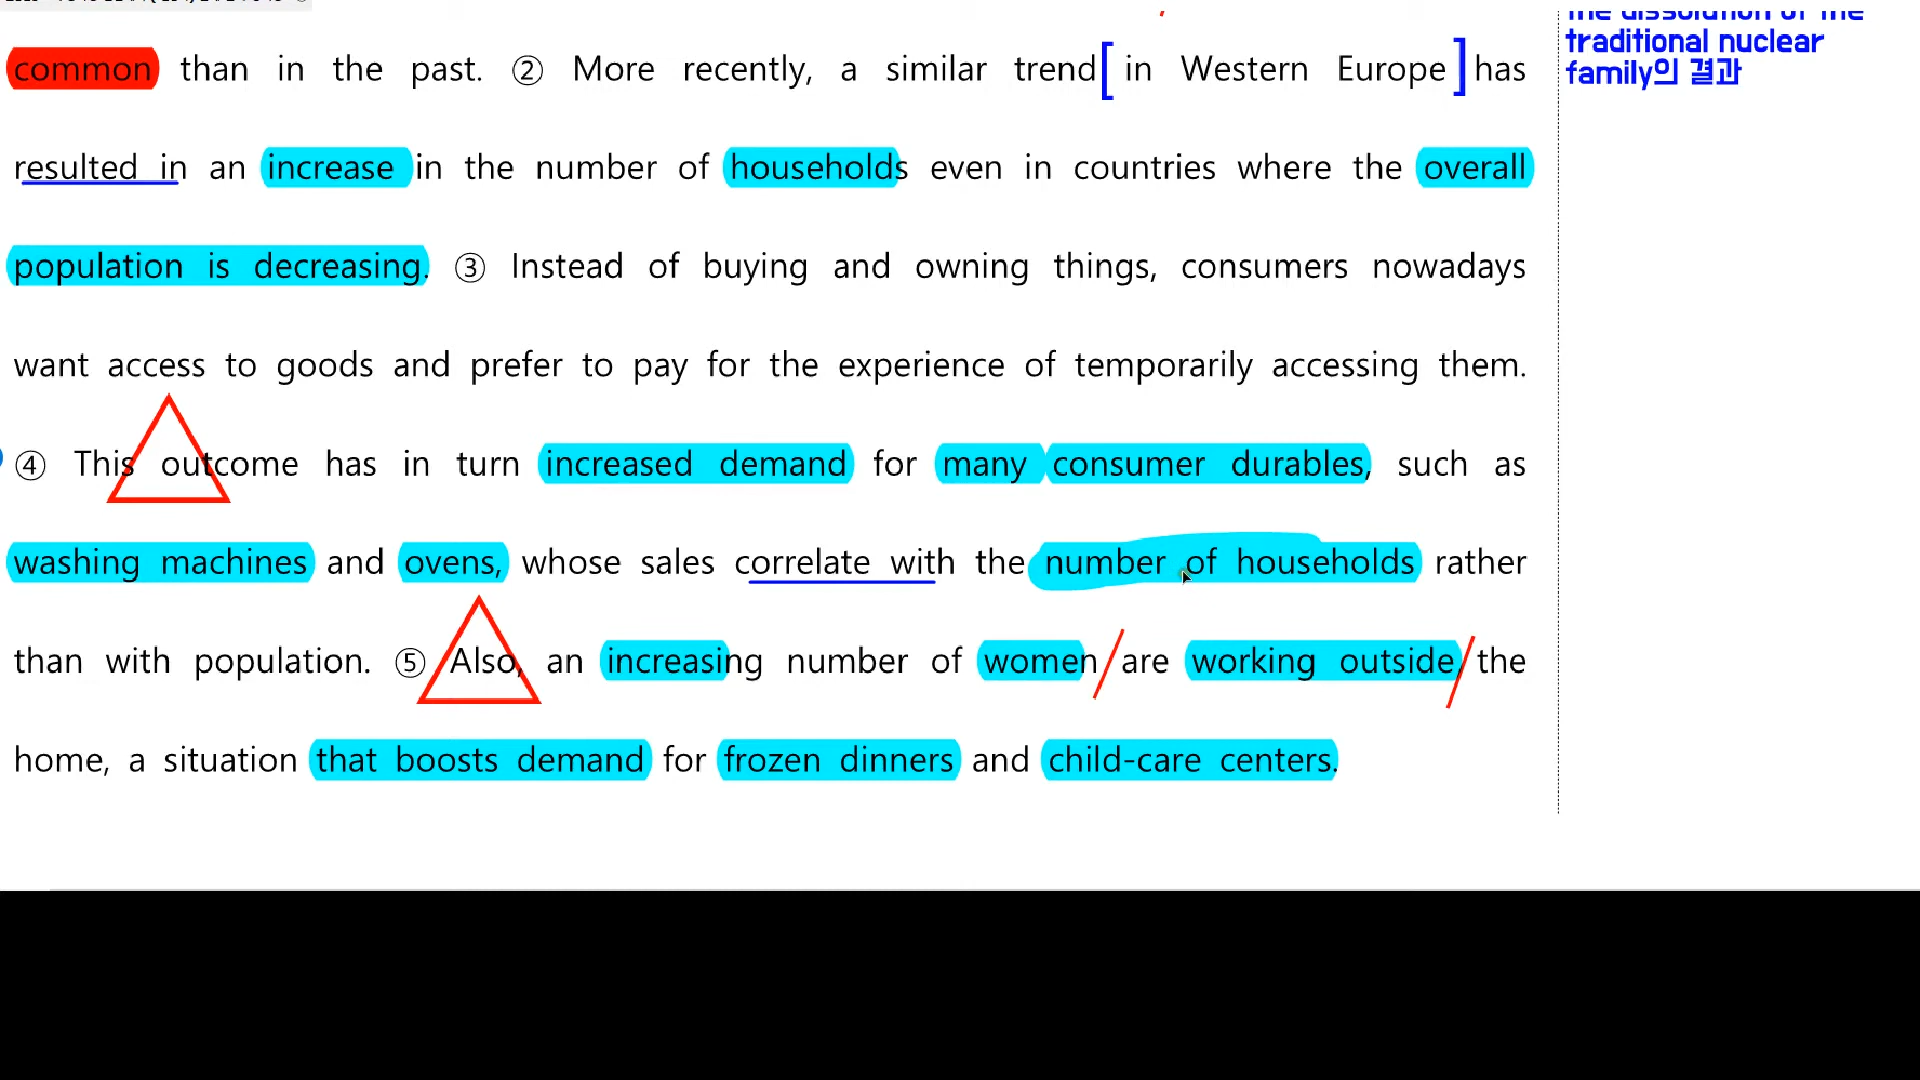 common than in the past. ② More recently, a similar trend [ in Western Europe ] has
resulted in an increase in the number of households even in countries where the overall
population is decreasing. ③ Instead of buying and owning things, consumers nowadays
want access to goods and prefer to pay for the experience of temporarily accessing them.
④ This outcome has in turn increased demand for many consumer durables, such as
washing machines and ovens, whose sales correlate with the number of households rather
than with population. ⑤ Also, an increasing number of women / are working outside / the
home, a situation that boosts demand for frozen dinners and child-care centers.
the dissolution of the
traditional nuclear
family의 결과